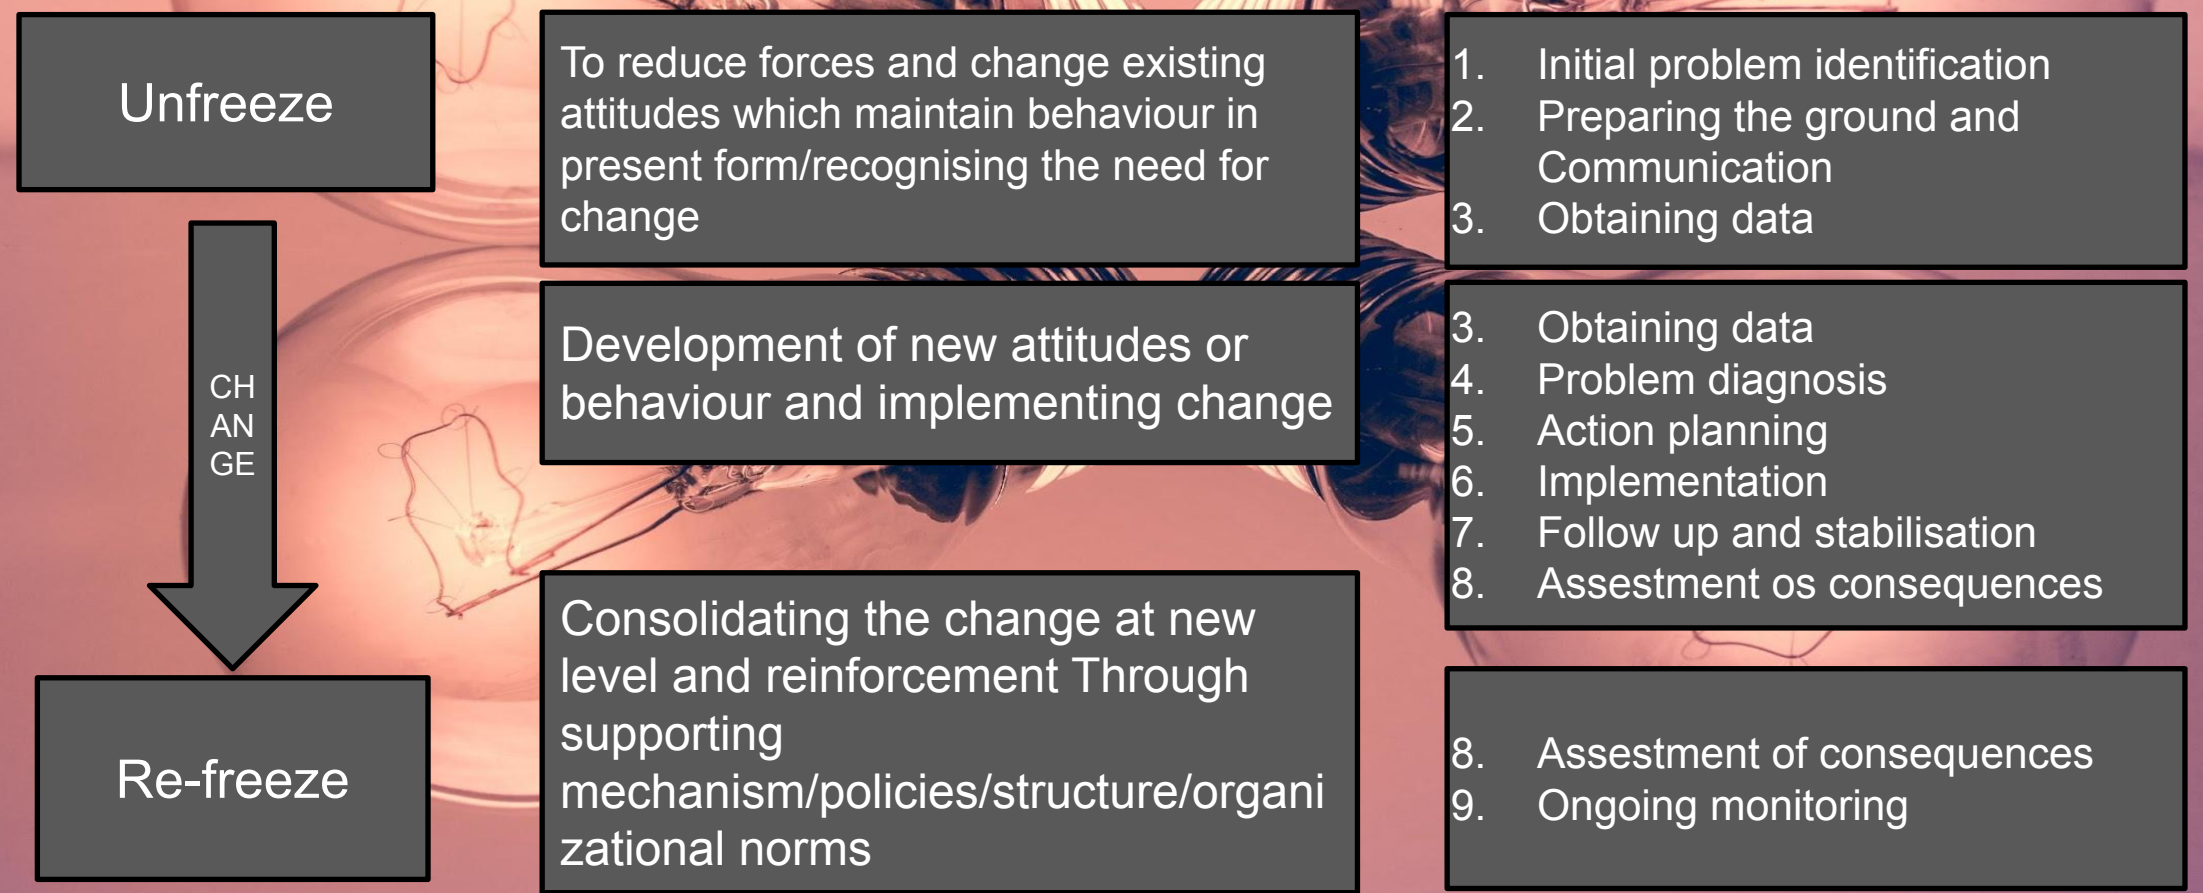 Unfreeze
To reduce forces and change existing
attitudes which maintain behaviour in
present form/recognising the need for
change
1. Initial problem identification
2. Preparing the ground and
Communication
3. Obtaining data
CH
AN
GE
Development of new attitudes or
behaviour and implementing change
3. Obtaining data
4. Problem diagnosis
5. Action planning
6. Implementation
7. Follow up and stabilisation
8. Assestment os consequences
Re-freeze
Consolidating the change at new
level and reinforcement Through
supporting
mechanism/policies/structure/organi
zational norms
8. Assestment of consequences
9. Ongoing monitoring